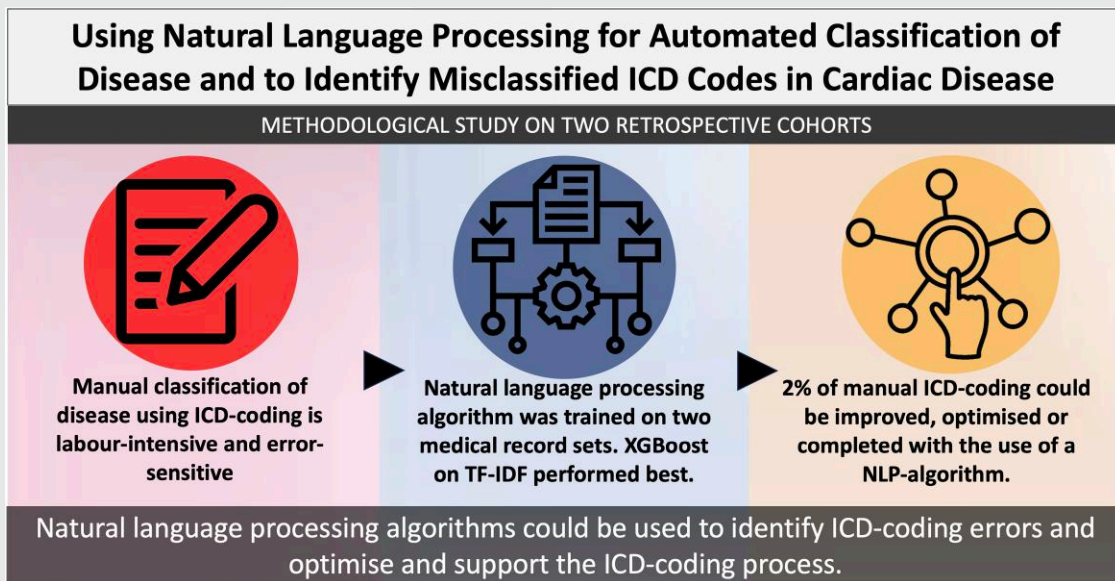 Using Natural Language Processing for Automated Classification of
Disease and to Identify Misclassified ICD Codes in Cardiac Disease
METHODOLOGICAL STUDY ON TWO RETROSPECTIVE COHORTS
Manual classification of
disease using ICD-coding is
labour-intensive and error-
sensitive
Natural language processing
algorithm was trained on two
medical record sets. XGBoost
on TF-IDF performed best.
2% of manual ICD-coding could
be improved, optimised or
completed with the use of a
NLP-algorithm.
Natural language processing algorithms could be used to identify ICD-coding errors and
optimise and support the ICD-coding process.